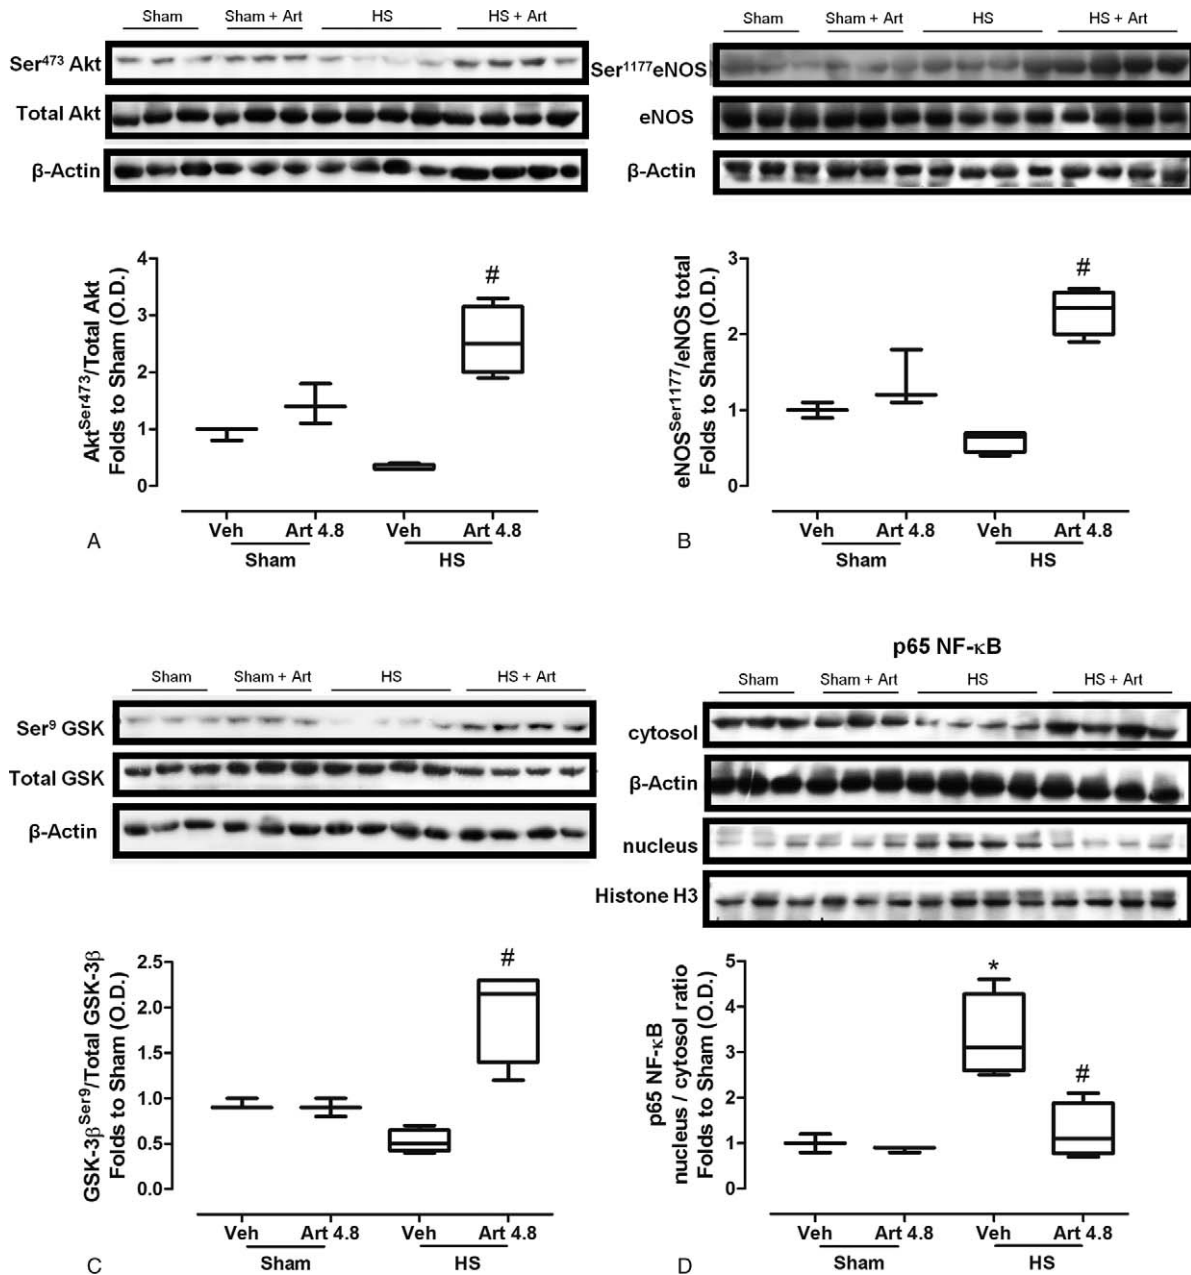 Sham Sham + Art HS HS + Art
Ser473 Akt
Total Akt
β-Actin
AktSer473/Total Akt
Folds to Sham (O.D.)
4
3
2
1
0
#
Veh Art 4.8 Veh Art 4.8
Sham HS
A
Sham Sham + Art HS HS + Art
Ser1177eNOS
eNOS
β-Actin
eNOSSer1177/eNOS total
Folds to Sham (O.D.)
3
2
1
0
#
Veh Art 4.8 Veh Art 4.8
Sham HS
B
Sham Sham + Art HS HS + Art
Ser9 GSK
Total GSK
β-Actin
GSK-3βSer9/Total GSK-3β
Folds to Sham (O.D.)
2.5
2.0
1.5
1.0
0.5
0.0
#
Veh Art 4.8 Veh Art 4.8
Sham HS
C
p65 NF-κB
Sham Sham + Art HS HS + Art
cytosol
β-Actin
nucleus
Histone H3
p65 NF-κB
nucleus / cytosol ratio
Folds to Sham (O.D.)
5
4
3
2
1
0
*
#
Veh Art 4.8 Veh Art 4.8
Sham HS
D